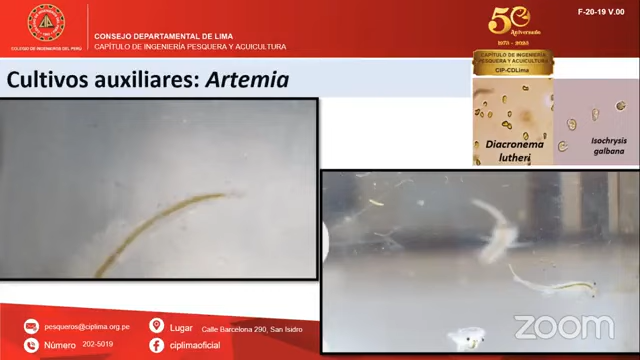 COLEGIO DE INGENIEROS DEL PERÚ
CONSEJO DEPARTAMENTAL DE LIMA
CAPÍTULO DE INGENIERÍA PESQUERA Y ACUICULTURA
50
Aniversario
1975 - 2025
CAPÍTULO DE INGENIERÍA
PESQUERA Y ACUICULTURA
CIP-CDLima
F-20-19 V.00
Cultivos auxiliares: Artemia
Diacronema
lutheri
Isochrysis
galbana
pesqueros@ciplima.org.pe
Lugar
Calle Barcelona 290, San Isidro
Número
202-5019
ciplimaoficial
zoom